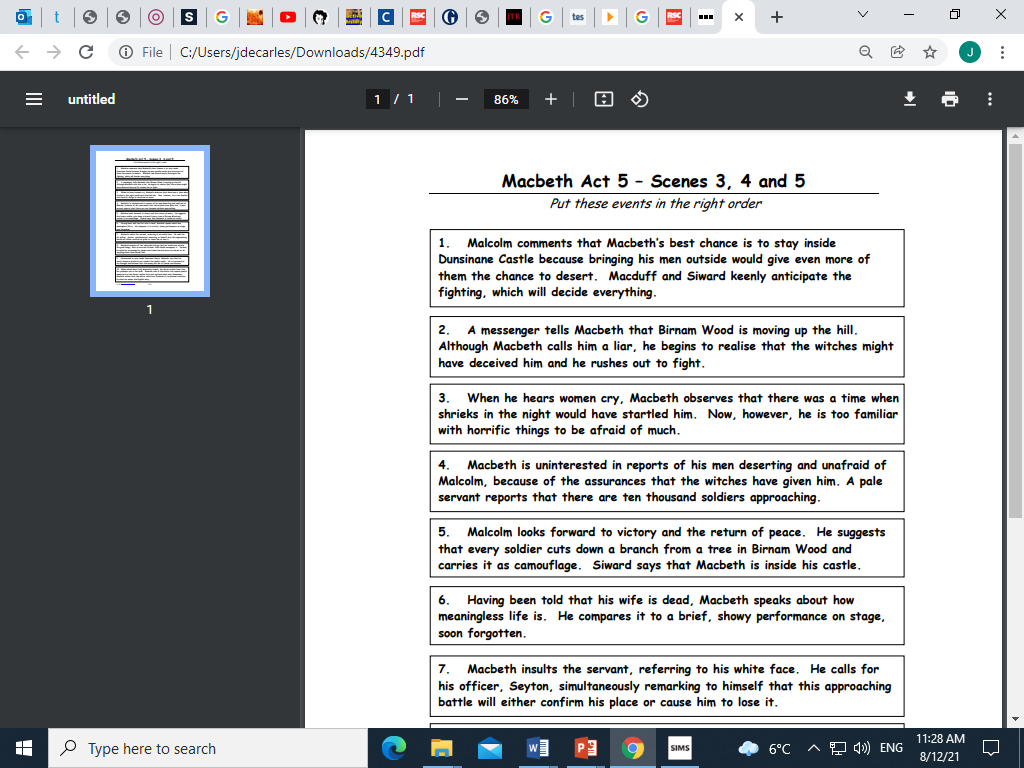 File
C:/Users/jdecarles/Downloads/4349.pdf
J
untitled
1 / 1
86%
1
Macbeth Act 5 – Scenes 3, 4 and 5
Put these events in the right order
1. Malcolm comments that Macbeth's best chance is to stay inside
Dunsinane Castle because bringing his men outside would give even more of
them the chance to desert. Macduff and Siward keenly anticipate the
fighting, which will decide everything.
2. A messenger tells Macbeth that Birnam Wood is moving up the hill.
Although Macbeth calls him a liar, he begins to realise that the witches might
have deceived him and he rushes out to fight.
3. When he hears women cry, Macbeth observes that there was a time when
shrieks in the night would have startled him. Now, however, he is too familiar
with horrific things to be afraid of much.
4. Macbeth is uninterested in reports of his men deserting and unafraid of
Malcolm, because of the assurances that the witches have given him. A pale
servant reports that there are ten thousand soldiers approaching.
5. Malcolm looks forward to victory and the return of peace. He suggests
that every soldier cuts down a branch from a tree in Birnam Wood and
carries it as camouflage. Siward says that Macbeth is inside his castle.
6. Having been told that his wife is dead, Macbeth speaks about how
meaningless life is. He compares it to a brief, showy performance on stage,
soon forgotten.
7. Macbeth insults the servant, referring to his white face. He calls for
his officer, Seyton, simultaneously remarking to himself that this approaching
battle will either confirm his place or cause him to lose it.
Type here to search
SIMS
6°C
ENG
11:28 AM
8/12/21